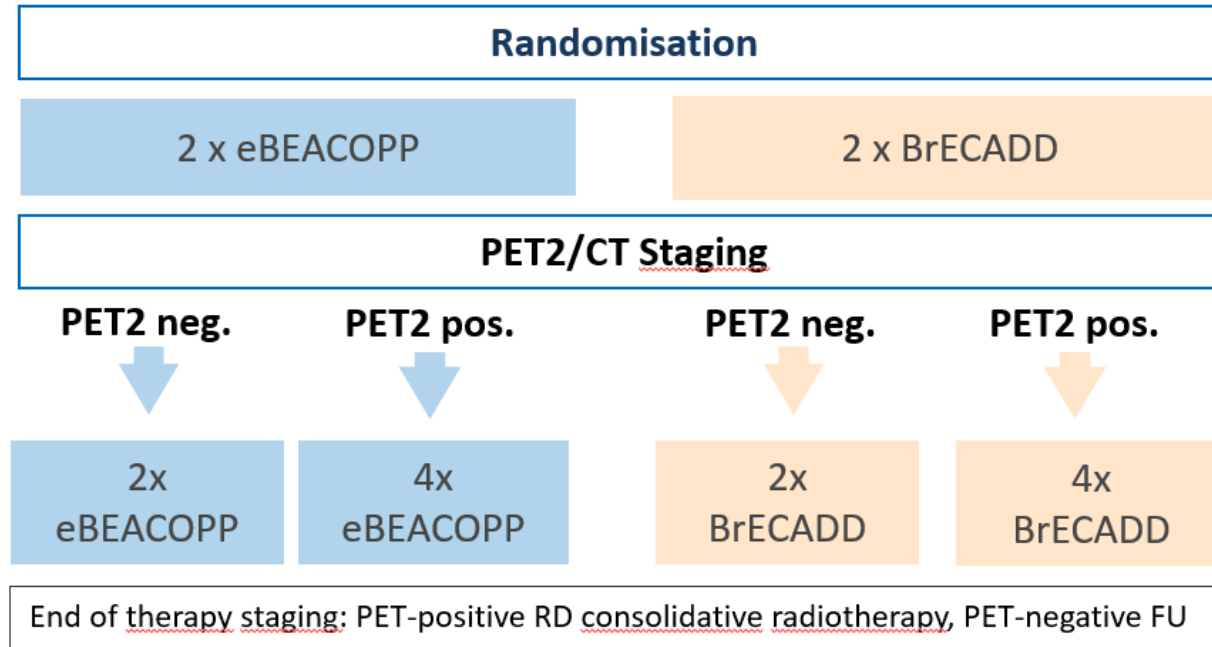 Randomisation
2 x eBEACOPP
2 x BrECADD
PET2/CT Staging
PET2 neg.
PET2 pos.
PET2 neg.
PET2 pos.
2x
eBEACOPP
4x
eBEACOPP
2x
BrECADD
4x
BrECADD
End of therapy staging: PET-positive RD consolidative radiotherapy, PET-negative FU